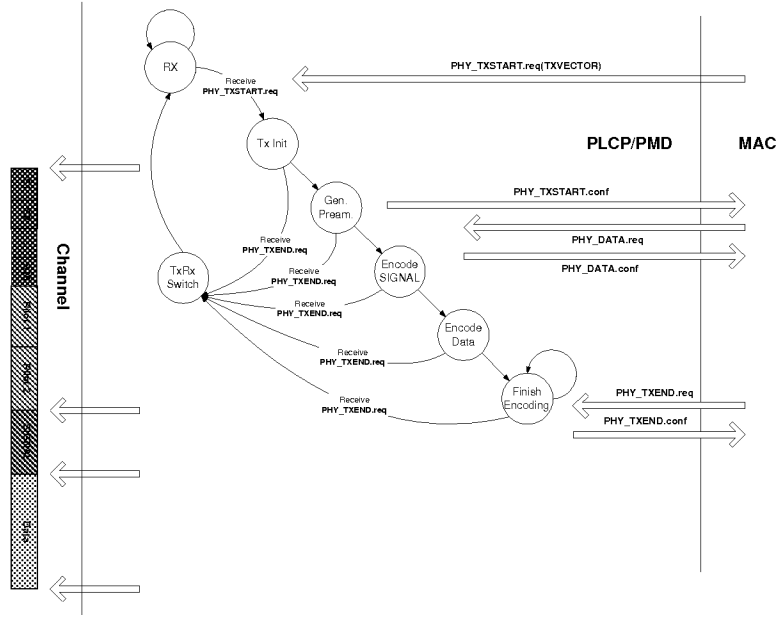 RX
Receive
PHY_TXSTART.req
PHY_TXSTART.req(TXVECTOR)
Tx Init
PLCP/PMD
MAC
Gen.
Pream.
PHY_TXSTART.conf
Receive
PHY_TXEND.req
PHY_DATA.req
Channel
TxRx
Switch
Receive
PHY_TXEND.req
Encode
SIGNAL
PHY_DATA.conf
Receive
PHY_TXEND.req
Encode
Data
Receive
PHY_TXEND.req
Finish
Encoding
PHY_TXEND.req
Receive
PHY_TXEND.req
PHY_TXEND.conf
Data